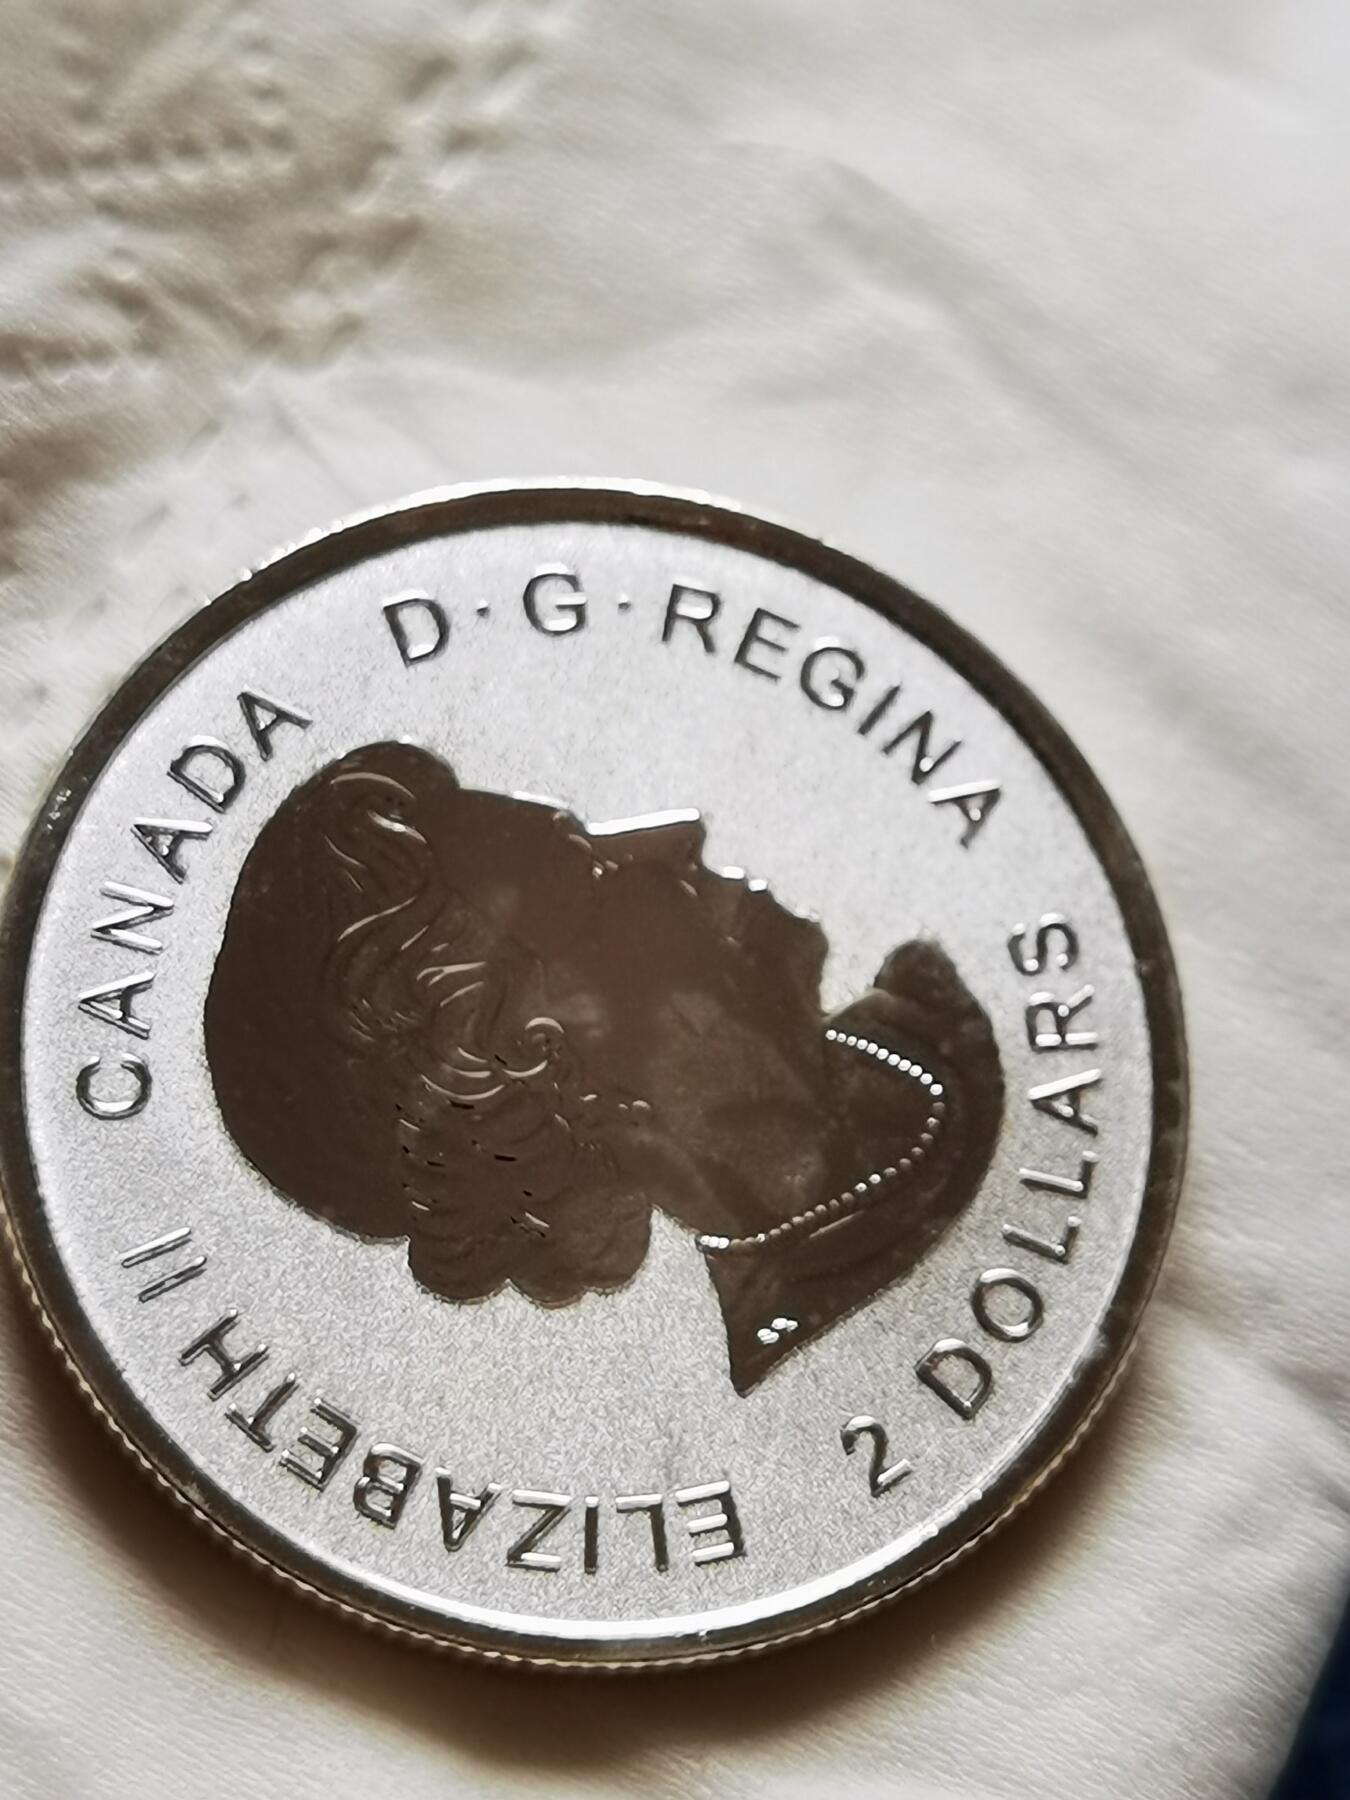 ELIZABETH II CANADA D·G·REGINA
2 DOLLARS